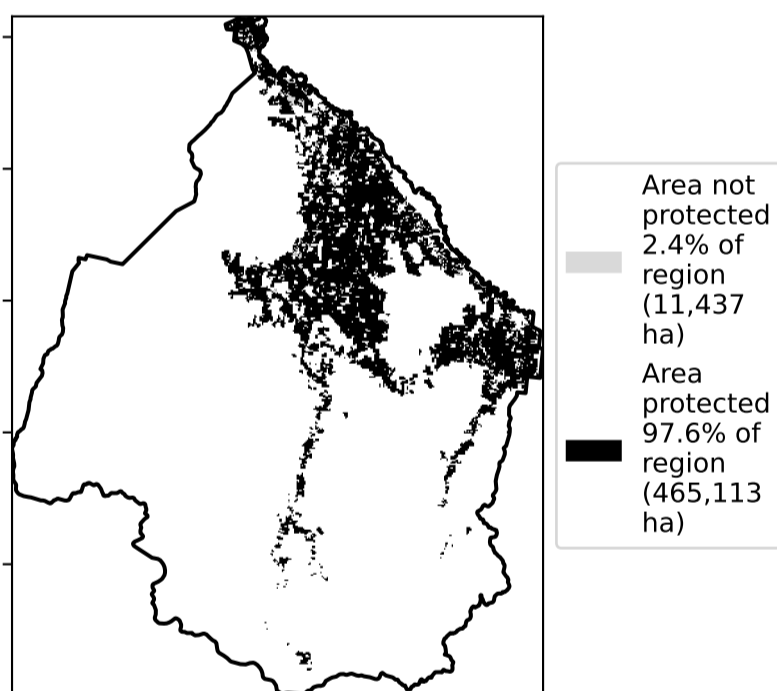 Area not
protected
2.4% of
region
(11,437
ha)
Area
protected
97.6% of
region
(465,113
ha)